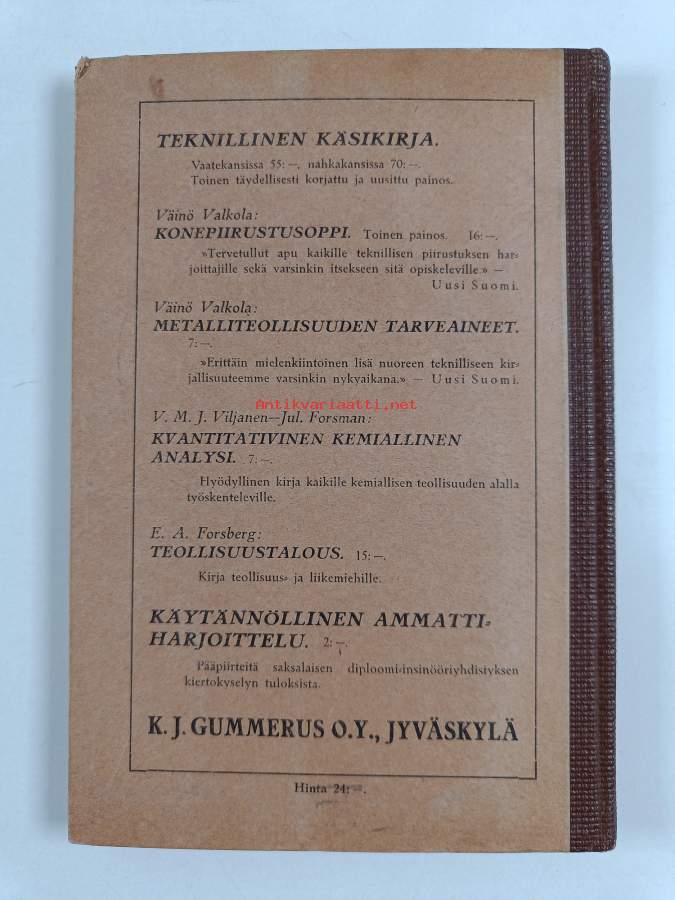 TEKNILLINEN KÄSIKIRJA.
Vaatekansissa 55:—, nahkakansissa 70:—.
Toinen täydellisesti korjattu ja uusittu painos.
Väinö Valkola:
KONEPIIRUSTUSOPPI. Toinen painos. 16:—.
»Tervetullut apu kaikille teknillisen piirustuksen har-
joittajille sekä varsinkin itsekseen sitä opiskeleville.» —
Uusi Suomi.
Väinö Valkola:
METALLITEOLLISUUDEN TARVEAINEET.
7:—.
»Erittäin mielenkiintoinen lisä nuoreen teknilliseen kir-
jallisuuteemme varsinkin nykyaikana.» — Uusi Suomi.
Antikvariaatti.net
V. M. J. Viljanen—Jul. Forsman:
KVANTITATIVINEN KEMIALLINEN
ANALYSI. 7:—.
Hyödyllinen kirja kaikille kemiallisen teollisuuden alalla
työskenteleville.
E. A. Forsberg:
TEOLLISUUSTALOUS. 15:—.
Kirja teollisuus- ja liikemiehille.
KÄYTÄNNÖLLINEN AMMATTI-
HARJOITTELU. 2:—.
Pääpiirteitä saksalaisen diploomi-insinööriyhdistyksen
kiertokyselyn tuloksista.
K. J. GUMMERUS O.Y., JYVÄSKYLÄ
Hinta 24:—.